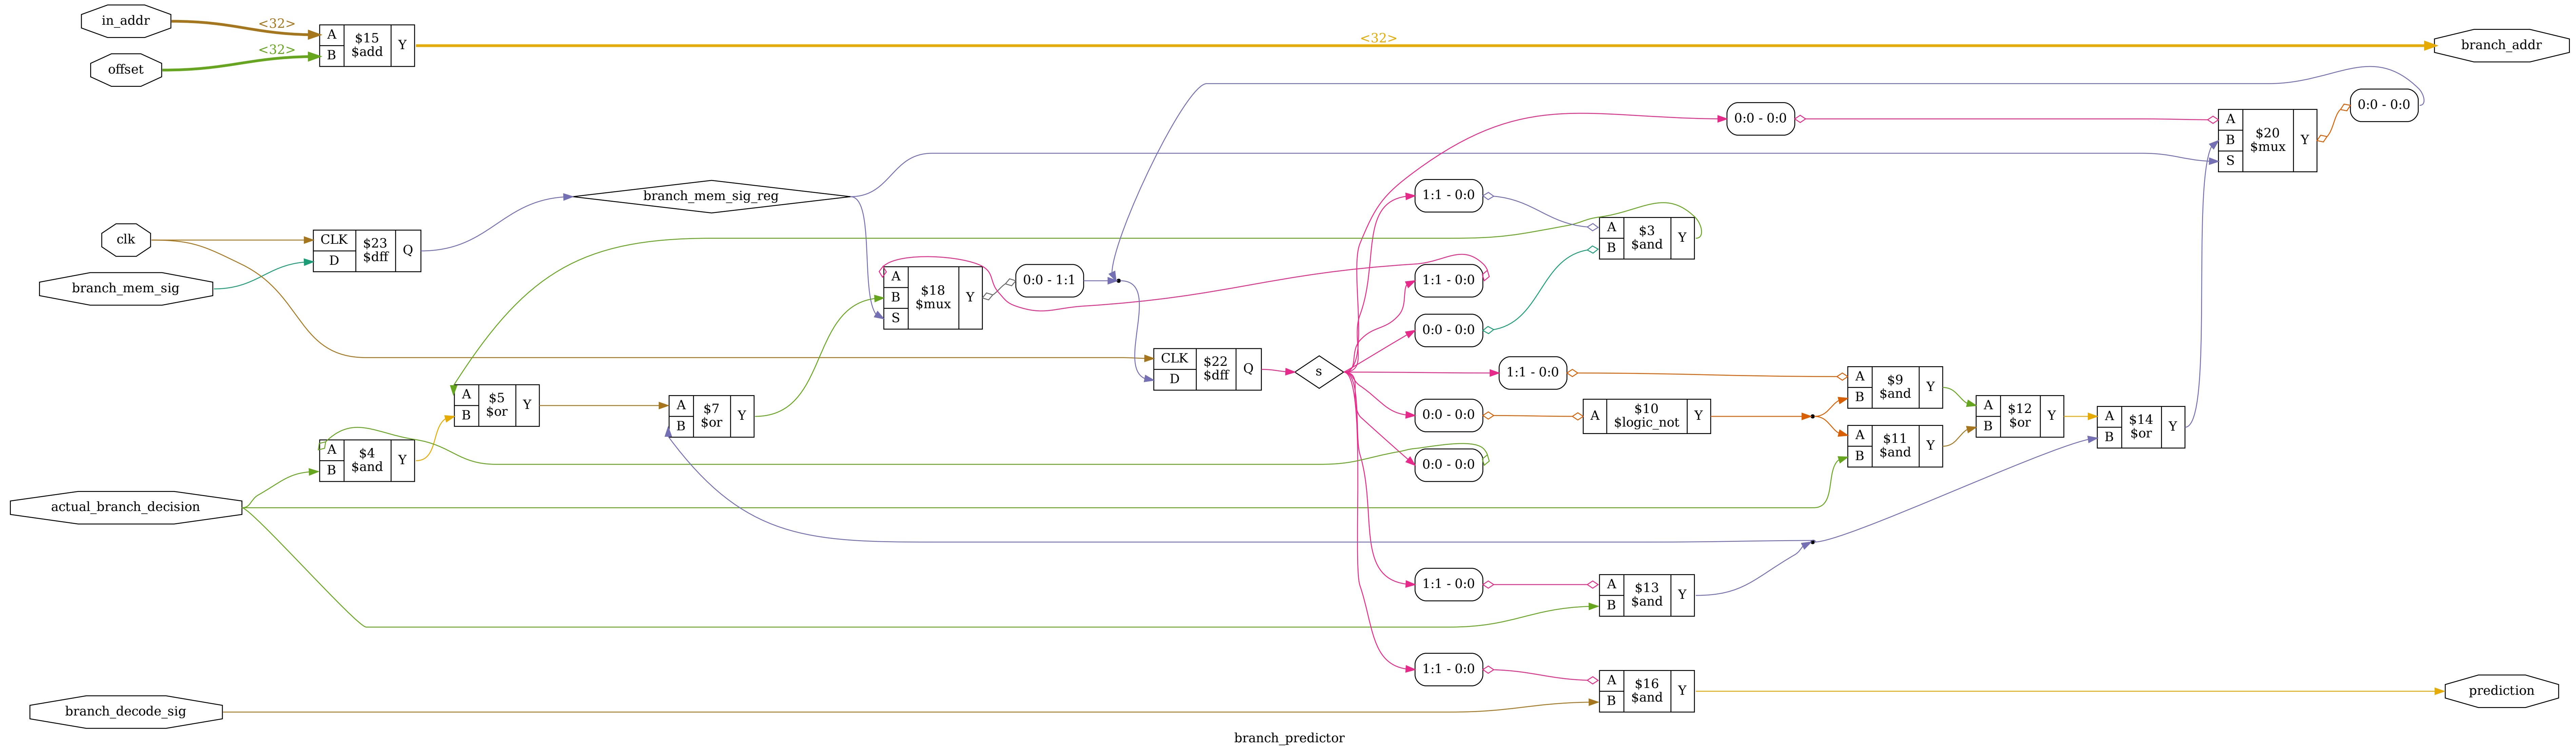 in_addr
<32>
offset
<32>
A
B
$15
$add
Y
<32>
branch_addr
0:0 - 0:0
0:0 - 0:0
A
B
S
$20
$mux
Y
branch_mem_sig_reg
1:1 - 0:0
clk
CLK
D
$23
$dff
Q
A
B
$3
$and
Y
branch_mem_sig
A
B
S
$18
$mux
Y
0:0 - 1:1
1:1 - 0:0
0:0 - 0:0
CLK
D
$22
$dff
Q
s
1:1 - 0:0
A
B
$9
$and
Y
A
B
$5
$or
Y
A
B
$7
$or
Y
0:0 - 0:0
A
$10
$logic_not
Y
A
B
$12
$or
Y
A
B
$14
$or
Y
A
B
$4
$and
Y
0:0 - 0:0
A
B
$11
$and
Y
actual_branch_decision
1:1 - 0:0
A
B
$13
$and
Y
1:1 - 0:0
A
B
$16
$and
Y
prediction
branch_decode_sig
branch_predictor